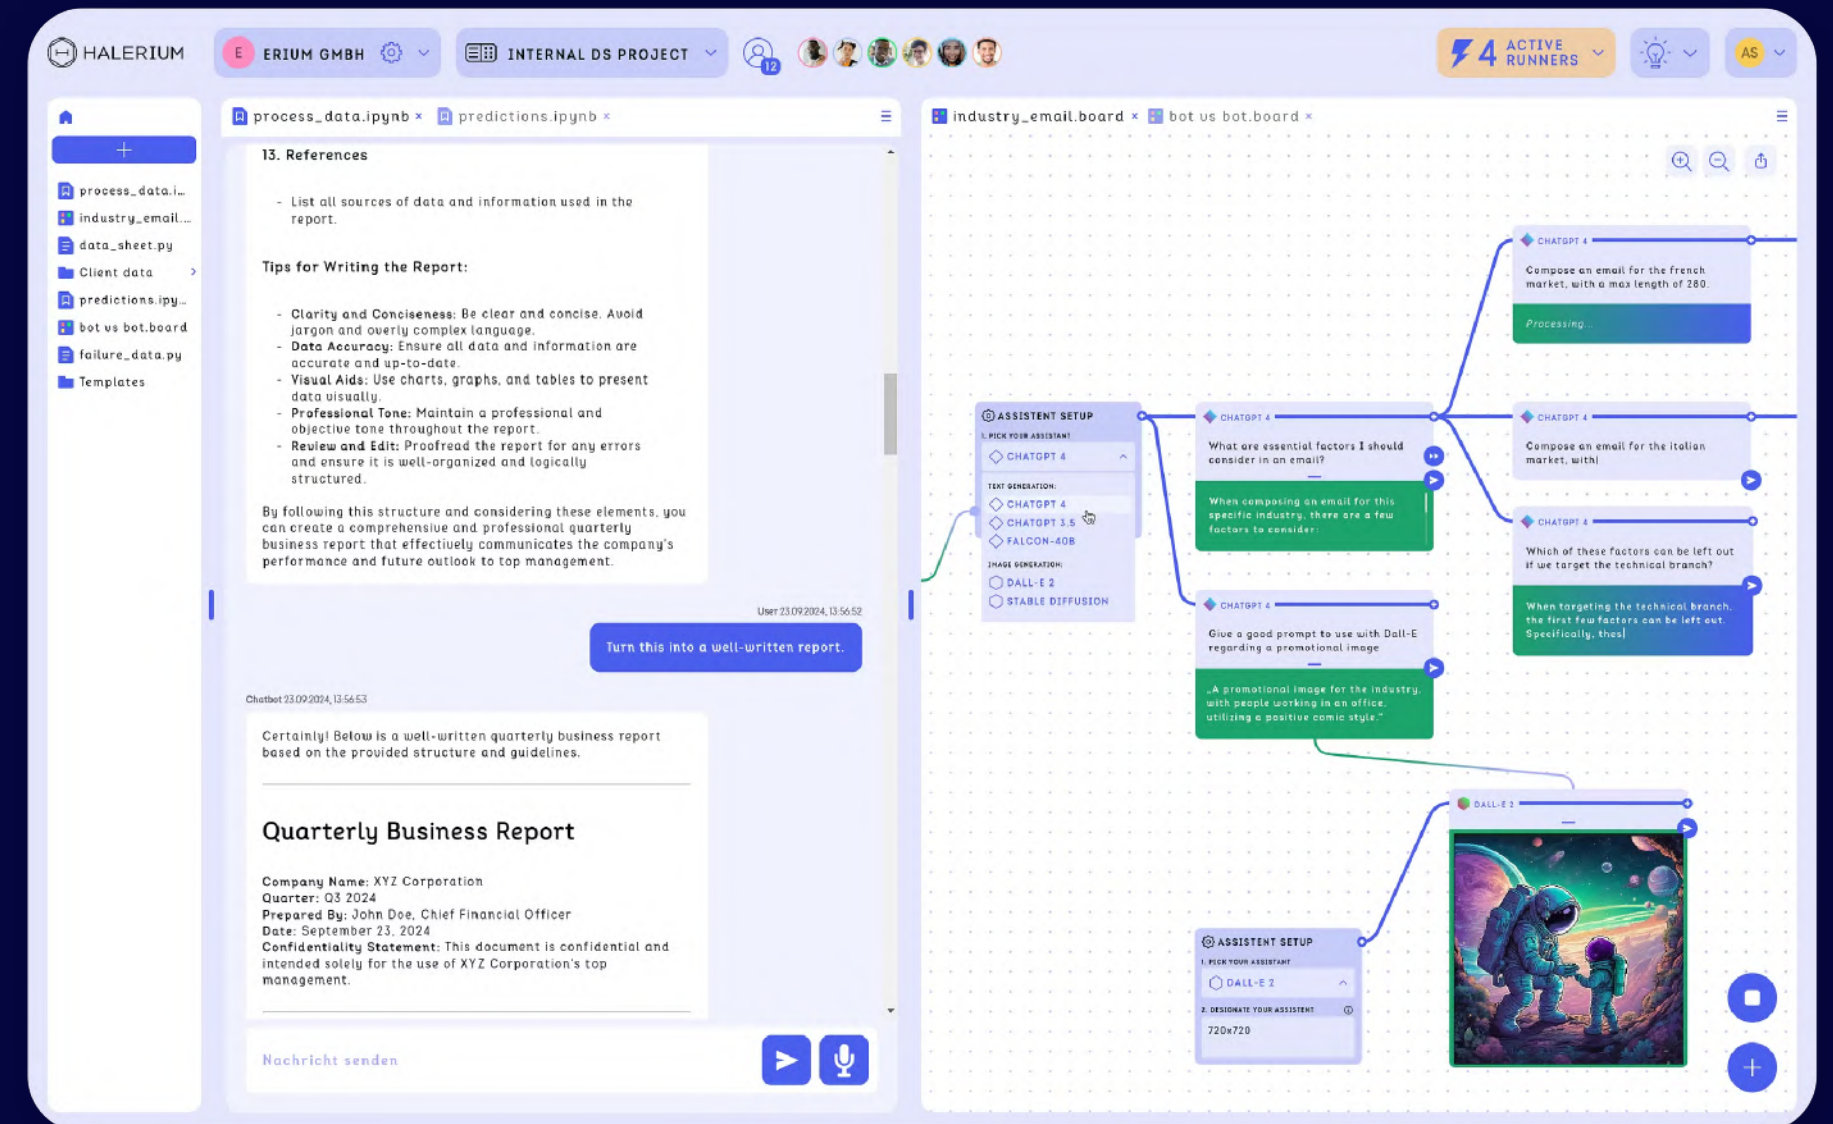 HALERIUM
E ERIUM GMBH
INTERNAL DS PROJECT
12
4 ACTIVE RUNNERS
AS
process_data.i...
industry_email....
data_sheet.py
Client data
predictions.ipy...
bot vs bot.board
failure_data.py
Templates
process_data.ipynb × predictions.ipynb ×
13. References
- List all sources of data and information used in the
report.
Tips for Writing the Report:
- Clarity and Conciseness: Be clear and concise. Avoid
jargon and overly complex language.
- Data Accuracy: Ensure all data and information are
accurate and up-to-date.
- Visual Aids: Use charts, graphs, and tables to present
data visually.
- Professional Tone: Maintain a professional and
objective tone throughout the report.
- Review and Edit: Proofread the report for any errors
and ensure it is well-organized and logically
structured.
By following this structure and considering these elements, you
can create a comprehensive and professional quarterly
business report that effectively communicates the company's
performance and future outlook to top management.
User 23.09.2024, 13:56:52
Turn this into a well-written report.
Chatbot 23.09.2024, 13:56:53
Certainly! Below is a well-written quarterly business report
based on the provided structure and guidelines.
Quarterly Business Report
Company Name: XYZ Corporation
Quarter: Q3 2024
Prepared By: John Doe, Chief Financial Officer
Date: September 23, 2024
Confidentiality Statement: This document is confidential and
intended solely for the use of XYZ Corporation's top
management.
Nachricht senden
industry_email.board × bot vs bot.board ×
ASSISTENT SETUP
1. PICK YOUR ASSISTANT
CHATGPT 4
TEXT GENERATION:
CHATGPT 4
CHATGPT 3.5
FALCON-40B
IMAGE GENERATION:
DALL-E 2
STABLE DIFFUSION
CHATGPT 4
What are essential factors I should
consider in an email?
When composing an email for this
specific industry, there are a few
factors to consider:
CHATGPT 4
Give a good prompt to use with Dall-E
regarding a promotional image
„A promotional image for the industry,
with people working in an office,
utilizing a positive comic style."
CHATGPT 4
Compose an email for the french
market, with a max length of 280.
Processing...
CHATGPT 4
Compose an email for the italian
market, with|
CHATGPT 4
Which of these factors can be left out
if we target the technical branch?
When targeting the technical branch,
the first few factors can be left out.
Specifically, thes|
DALL-E 2
ASSISTENT SETUP
1. PICK YOUR ASSISTANT
DALL-E 2
2. DESIGNATE YOUR ASSISTENT
720x720